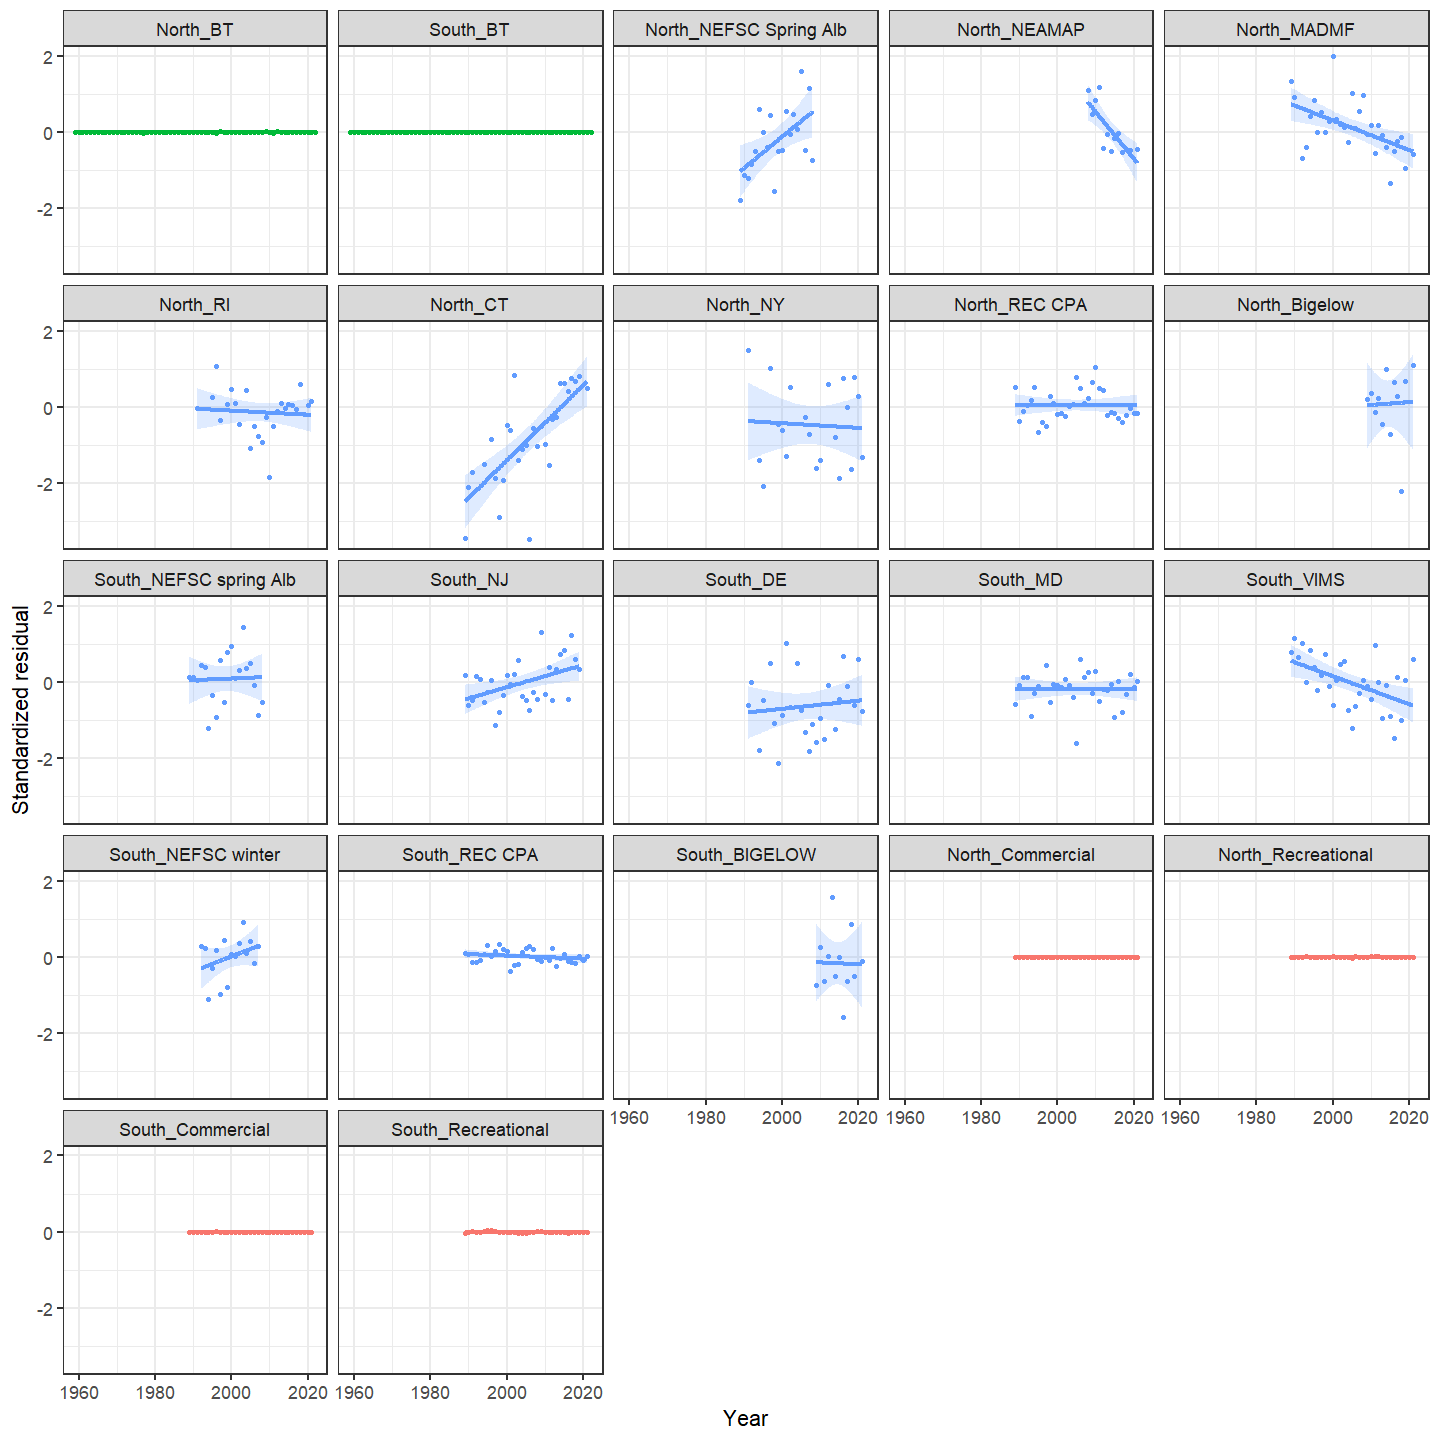 North_BT South_BT North_NEFSC Spring Alb North_NEAMAP North_MADMF
2
0
-2
North_RI North_CT North_NY North_REC CPA North_Bigelow
2
0
-2
South_NEFSC spring Alb South_NJ South_DE South_MD South_VIMS
2
0
-2
Standardized residual
South_NEFSC winter South_REC CPA South_BIGELOW North_Commercial North_Recreational
2
0
-2
1960 1980 2000 2020 1960 1980 2000 2020 1960 1980 2000 2020
South_Commercial South_Recreational
2
0
-2
1960 1980 2000 2020 1960 1980 2000 2020
Year